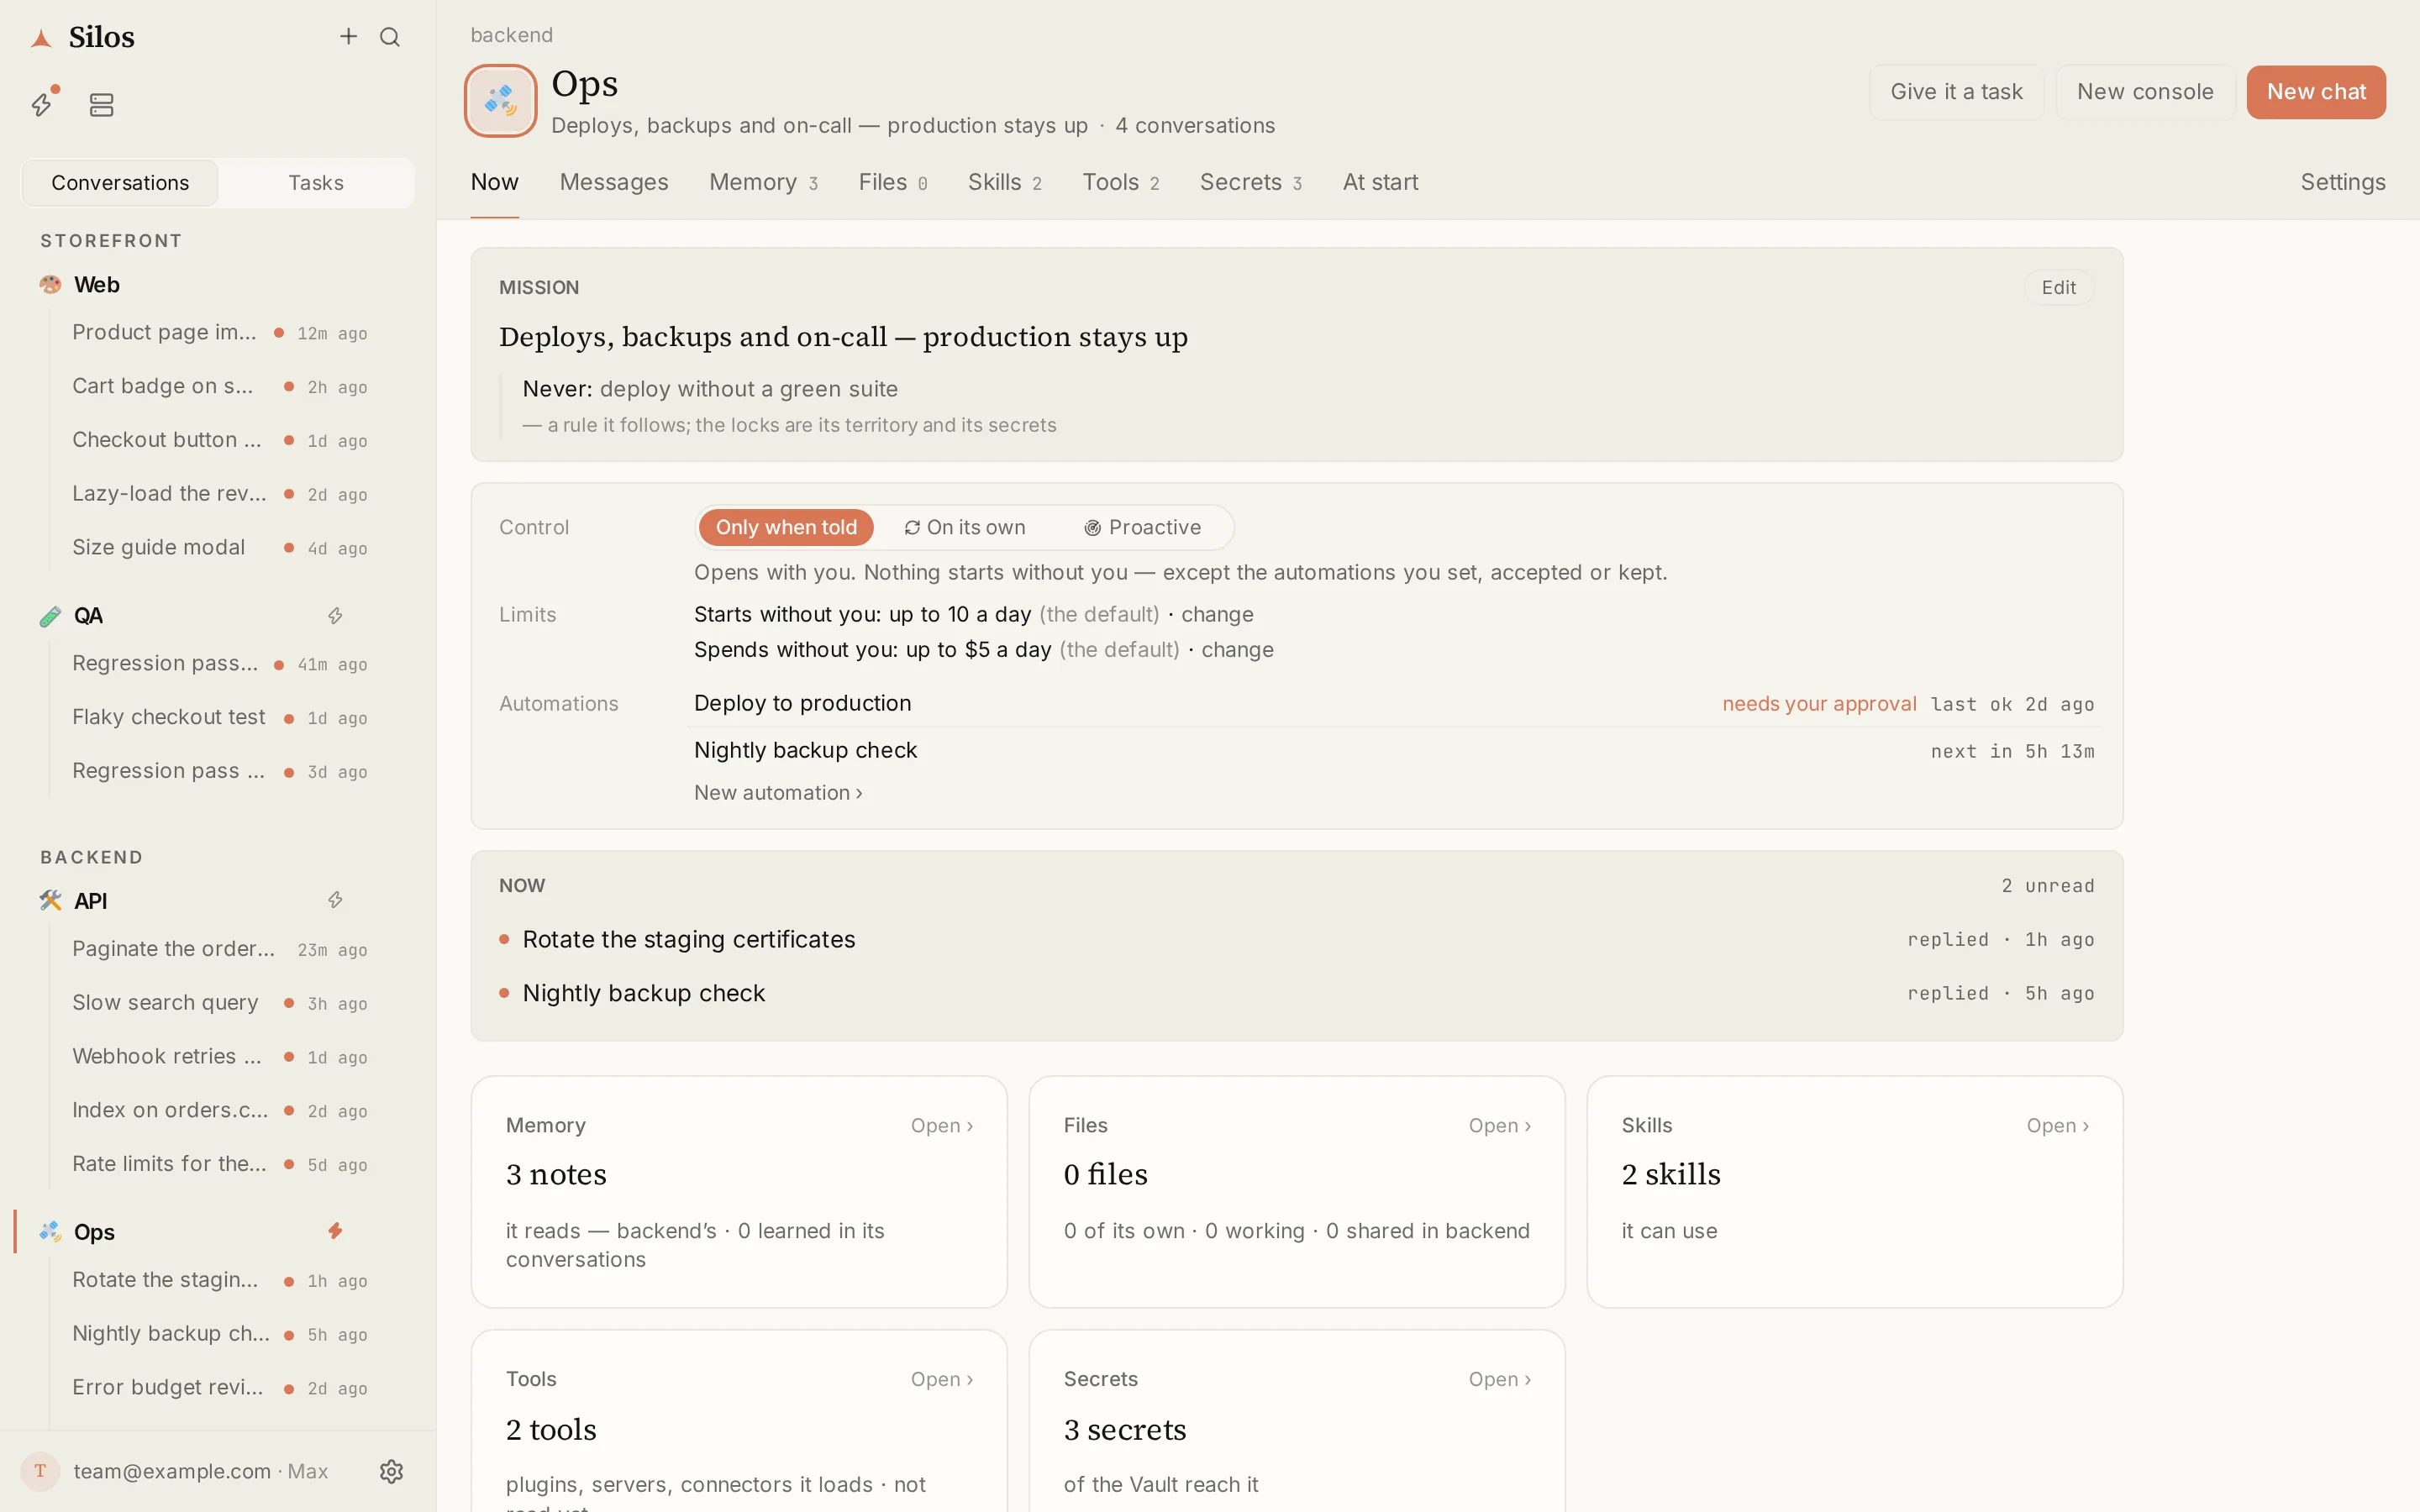 Silos
Conversations
Tasks
STOREFRONT
Web
Product page im... 12m ago
Cart badge on s... 2h ago
Checkout button ... 1d ago
Lazy-load the rev... 2d ago
Size guide modal 4d ago
QA
Regression pass... 41m ago
Flaky checkout test 1d ago
Regression pass ... 3d ago
BACKEND
API
Paginate the order... 23m ago
Slow search query 3h ago
Webhook retries ... 1d ago
Index on orders.c... 2d ago
Rate limits for the... 5d ago
Ops
Rotate the stagin... 1h ago
Nightly backup ch... 5h ago
Error budget revi... 2d ago
T team@example.com · Max
backend
Ops
Deploys, backups and on-call — production stays up · 4 conversations
Give it a task
New console
New chat
Now Messages Memory 3 Files 0 Skills 2 Tools 2 Secrets 3 At start Settings
MISSION Edit
Deploys, backups and on-call — production stays up
Never: deploy without a green suite
— a rule it follows; the locks are its territory and its secrets
Control Only when told On its own Proactive
Opens with you. Nothing starts without you — except the automations you set, accepted or kept.
Limits Starts without you: up to 10 a day (the default) · change
Spends without you: up to $5 a day (the default) · change
Automations Deploy to production needs your approval last ok 2d ago
Nightly backup check next in 5h 13m
New automation ›
NOW 2 unread
Rotate the staging certificates replied · 1h ago
Nightly backup check replied · 5h ago
Memory Open ›
3 notes
it reads — backend’s · 0 learned in its
conversations
Files Open ›
0 files
0 of its own · 0 working · 0 shared in backend
Skills Open ›
2 skills
it can use
Tools Open ›
2 tools
plugins, servers, connectors it loads · not
Secrets Open ›
3 secrets
of the Vault reach it